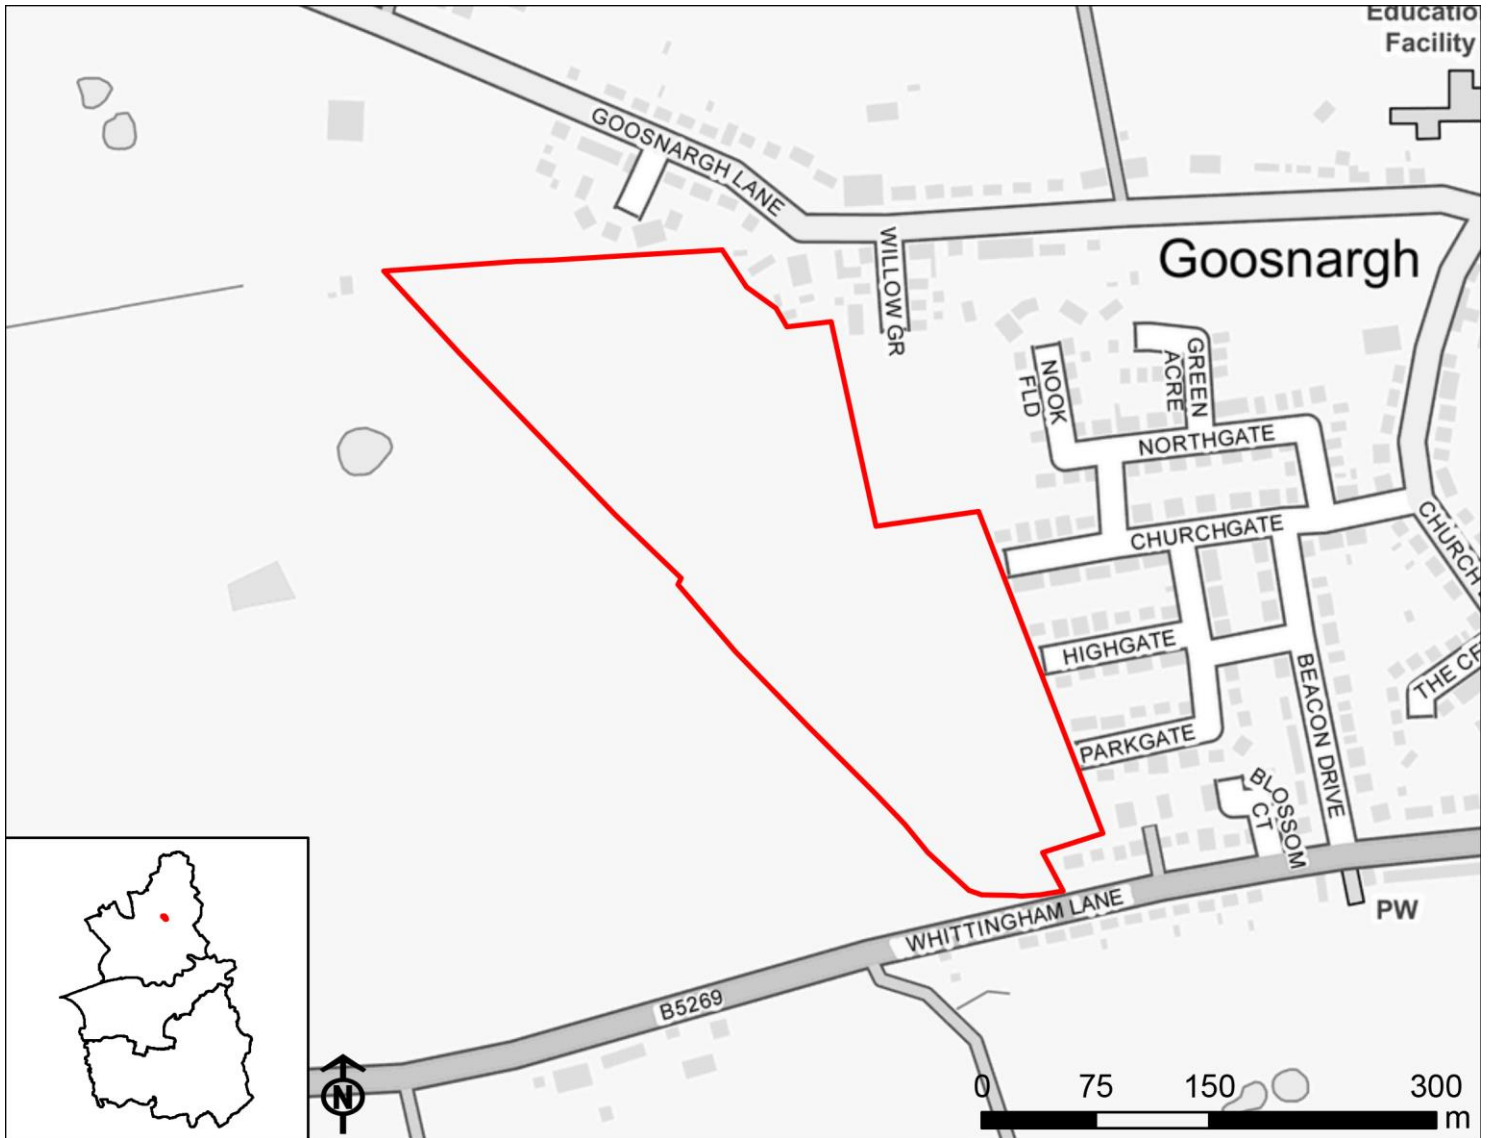 Educatio
Facility
GOOSNARGH LANE
Goosnargh
WILLOW GR
NOOK
FLD
GREEN
ACRE
NORTHGATE
CHURCHGATE
CHURCH
HIGHGATE
BEACON DRIVE
THE CE
PARKGATE
BLOSSOM
CT
WHITTINGHAM LANE
PW
B5269
N
0 75 150 300
m